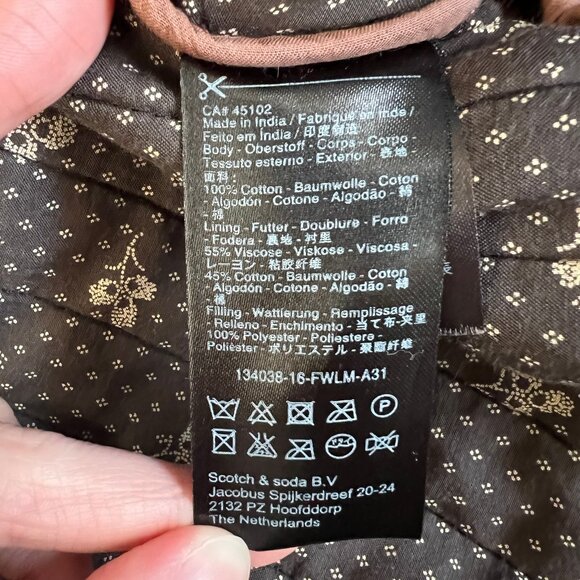 CA# 45102
Made in India / Fabriqué en Inde /
Feito em Índia / 印度制造
Body - Oberstoff - Corps - Corpo -
Tessuto esterno - Exterior - 表地
面料:
100% Cotton - Baumwolle - Coton -
Algodón - Cotone - Algodão - 綿
- 棉
Lining - Futter - Doublure - Forro
- Fodera - 裏地 - 衬里
55% Viscose - Viskose - Viscosa -
レーヨン - 粘胶纤维
45% Cotton - Baumwolle - Coton -
Algodón - Cotone - Algodão - 綿
- 棉
Filling - Wattierung - Remplissage
- Relleno - Enchimento - 当て布 - 夹里
100% Polyester - Poliestere -
Poliéster - ポリエステル - 聚酯纤维
134038-16-FWLM-A31
P
Scotch & soda B.V
Jacobus Spijkerdreef 20-24
2132 PZ Hoofddorp
The Netherlands